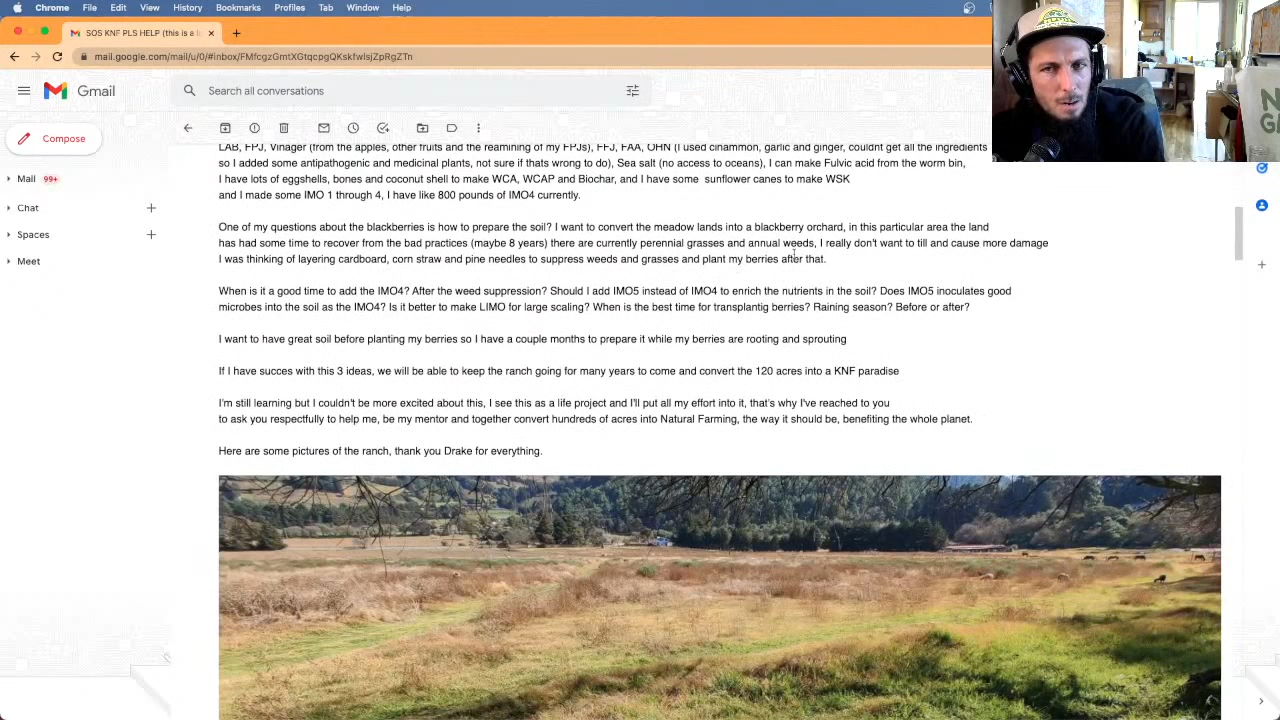 Chrome File Edit View History Bookmarks Profiles Tab Window Help
SOS KNF PLS HELP (this is a l
mail.google.com/mail/u/0/#inbox/FMfcgzGmtXGtqcpgQKskfwlsjZpRgZTn
Gmail
Search all conversations
Compose
Mail 99+
Chat
Spaces
Meet
LAB, FPJ, Vinager (from the apples, other fruits and the reamining of my FPJs), FFJ, FAA, OHN (I used cinammon, garlic and ginger, couldnt get all the ingredients
so I added some antipathogenic and medicinal plants, not sure if thats wrong to do), Sea salt (no access to oceans), I can make Fulvic acid from the worm bin,
I have lots of eggshells, bones and coconut shell to make WCA, WCAP and Biochar, and I have some sunflower canes to make WSK
and I made some IMO 1 through 4, I have like 800 pounds of IMO4 currently.
One of my questions about the blackberries is how to prepare the soil? I want to convert the meadow lands into a blackberry orchard, in this particular area the land
has had some time to recover from the bad practices (maybe 8 years) there are currently perennial grasses and annual weeds, I really don't want to till and cause more damage
I was thinking of layering cardboard, corn straw and pine needles to suppress weeds and grasses and plant my berries after that.
When is it a good time to add the IMO4? After the weed suppression? Should I add IMO5 instead of IMO4 to enrich the nutrients in the soil? Does IMO5 inoculates good
microbes into the soil as the IMO4? Is it better to make LIMO for large scaling? When is the best time for transplantig berries? Raining season? Before or after?
I want to have great soil before planting my berries so I have a couple months to prepare it while my berries are rooting and sprouting
If I have succes with this 3 ideas, we will be able to keep the ranch going for many years to come and convert the 120 acres into a KNF paradise
I'm still learning but I couldn't be more excited about this, I see this as a life project and I'll put all my effort into it, that's why I've reached to you
to ask you respectfully to help me, be my mentor and together convert hundreds of acres into Natural Farming, the way it should be, benefiting the whole planet.
Here are some pictures of the ranch, thank you Drake for everything.